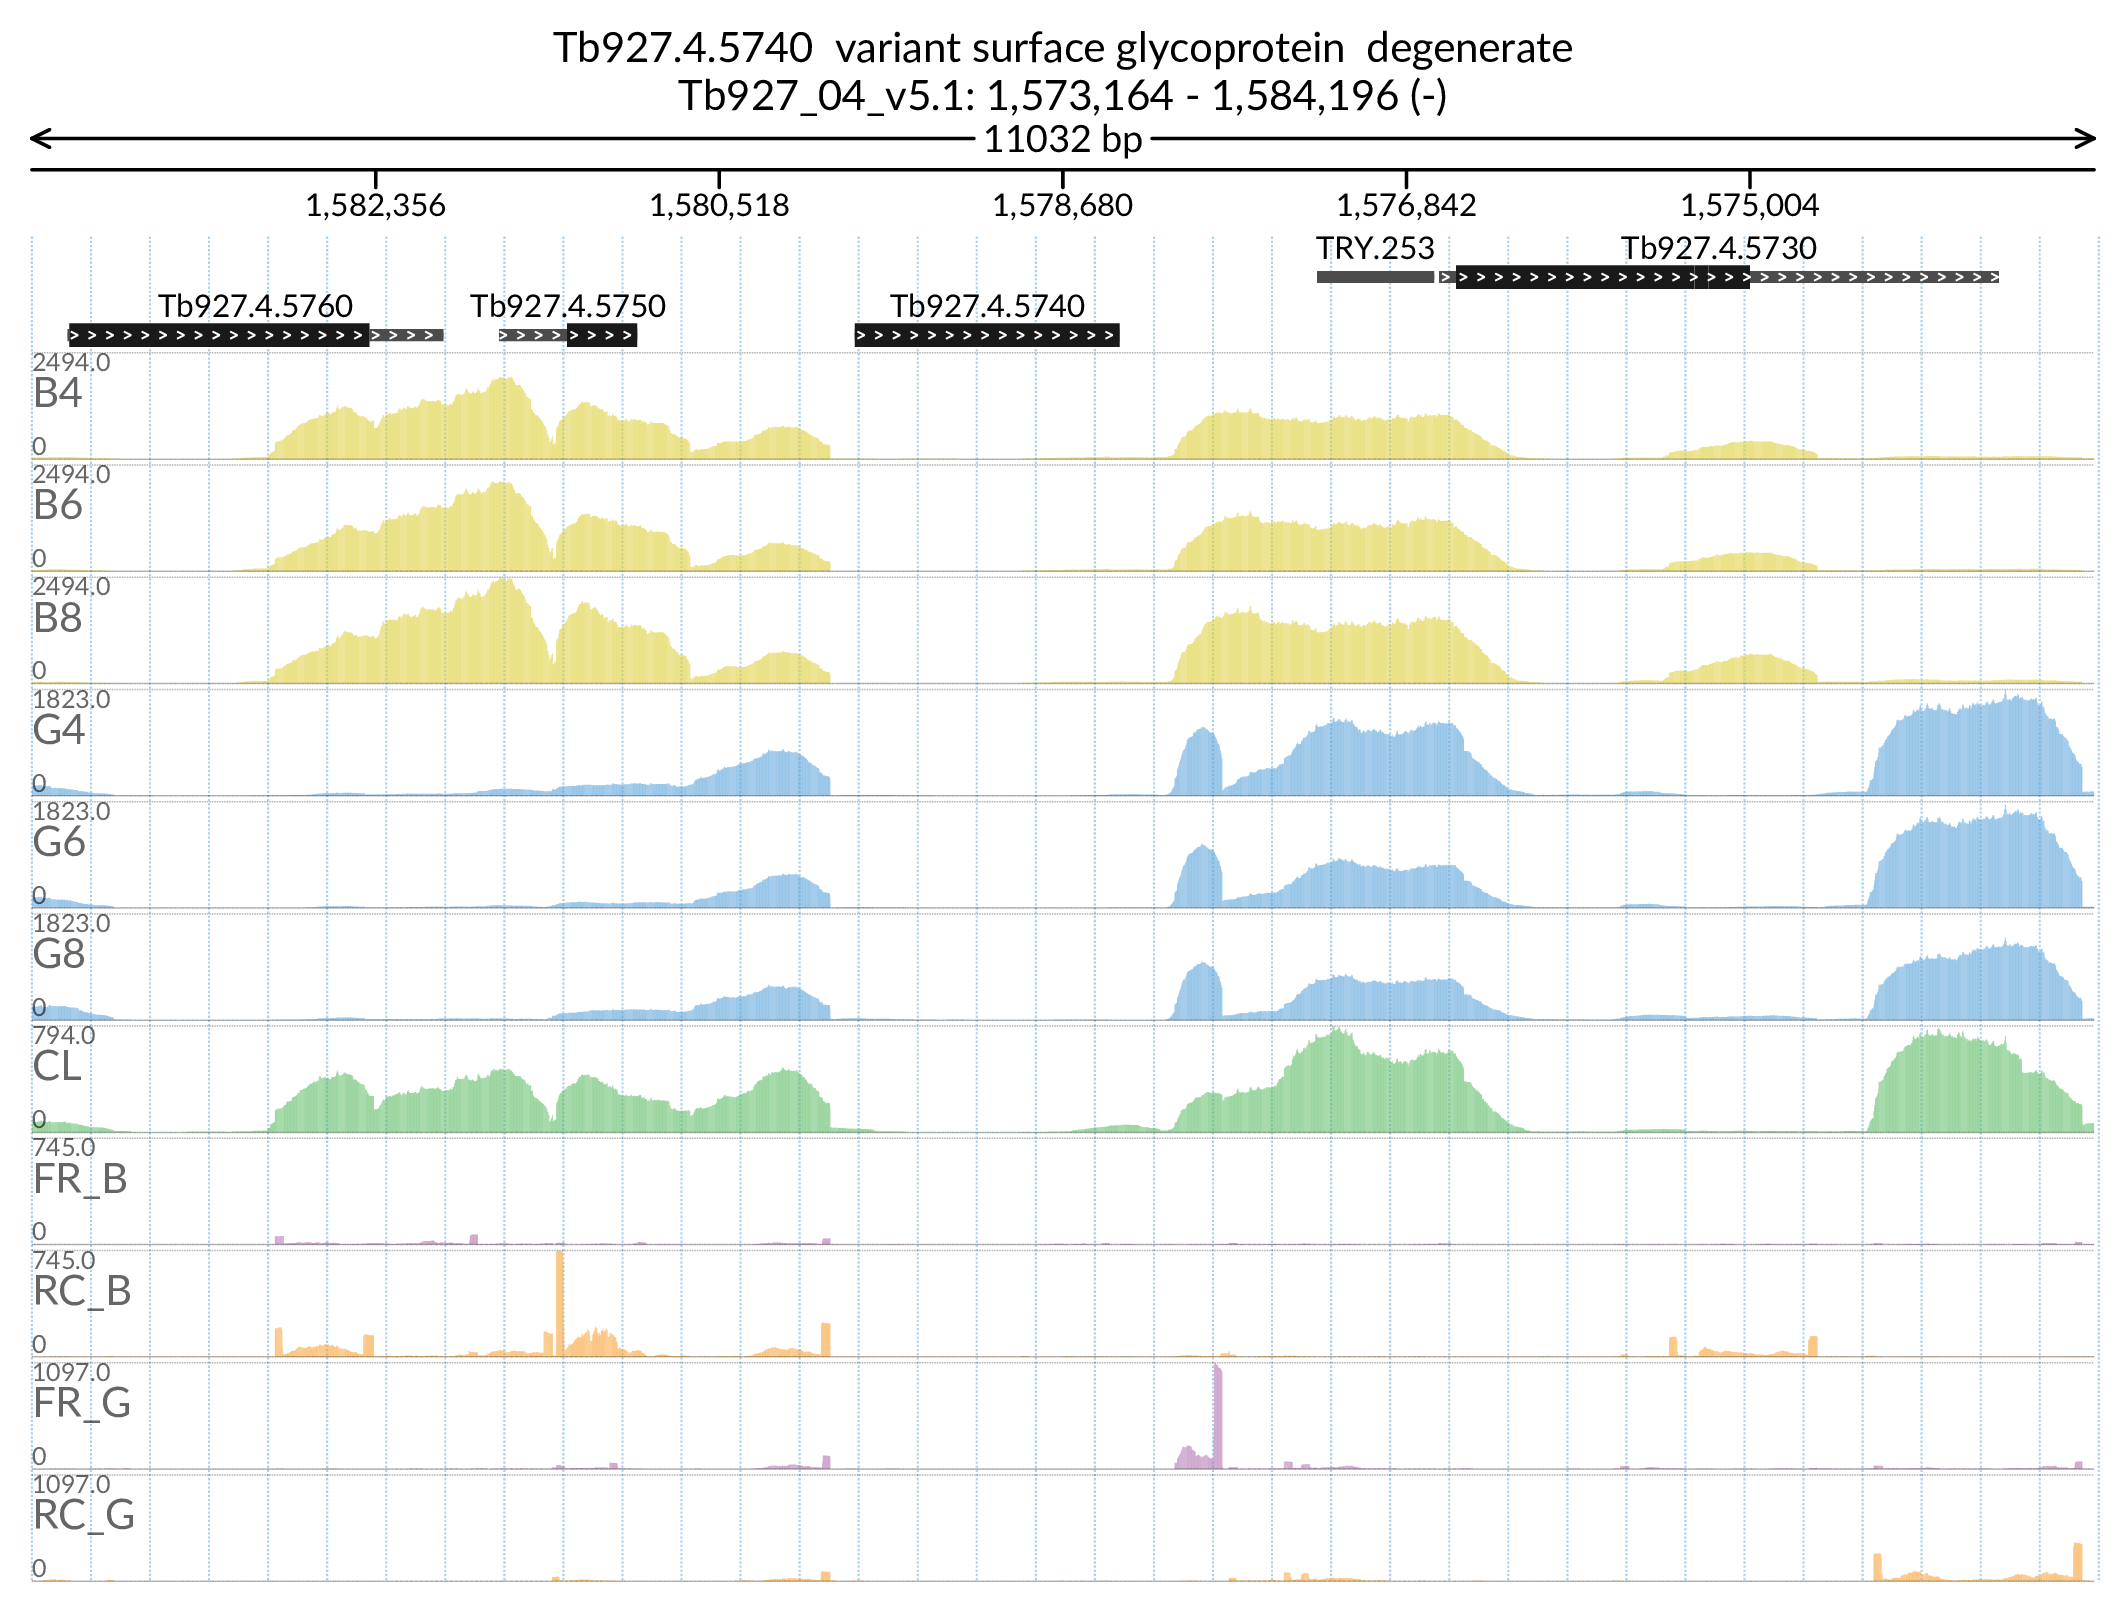 Tb927.4.5740 variant surface glycoprotein degenerate
Tb927_04_v5.1: 1,573,164 - 1,584,196 (-)
11032 bp
1,582,356 1,580,518 1,578,680 1,576,842 1,575,004
TRY.253 Tb927.4.5730
Tb927.4.5760 Tb927.4.5750 Tb927.4.5740
2494.0
B4
0
2494.0
B6
0
2494.0
B8
0
1823.0
G4
0
1823.0
G6
0
1823.0
G8
0
794.0
CL
0
745.0
FR_B
0
745.0
RC_B
0
1097.0
FR_G
0
1097.0
RC_G
0